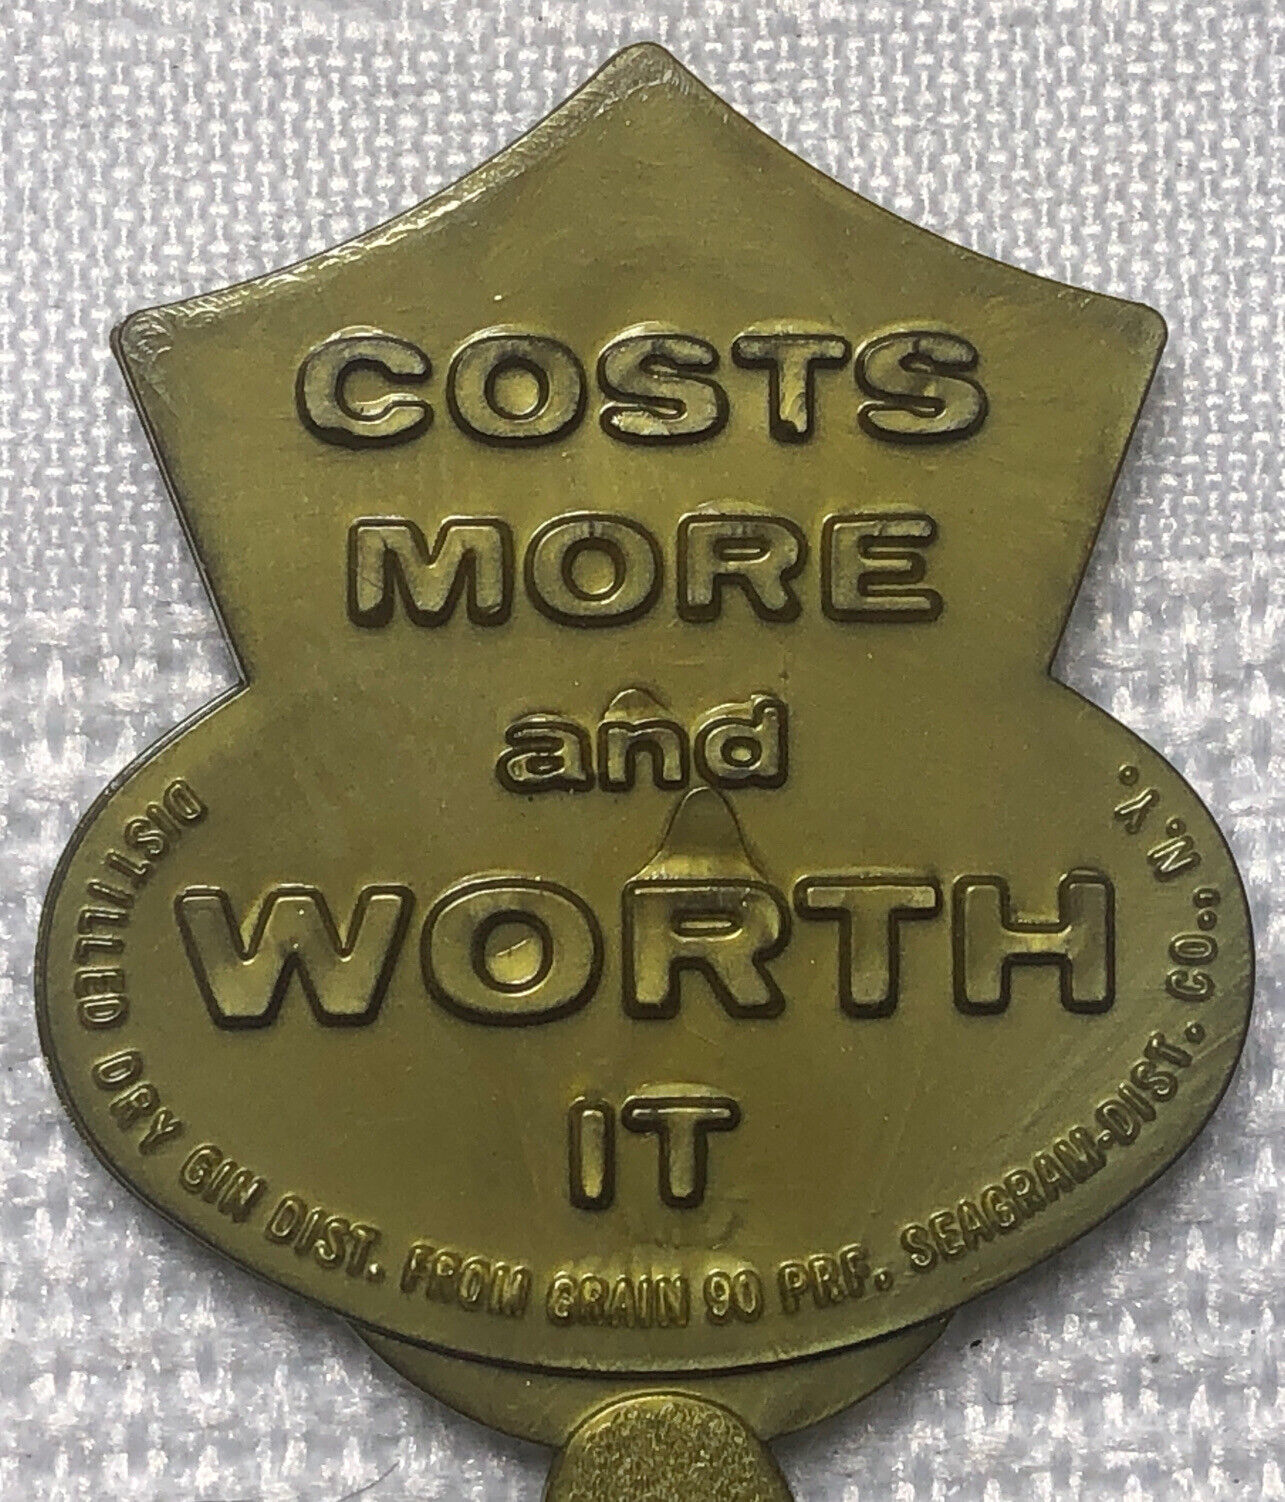 COSTS
MORE
and
WORTH
IT
DISTILLED DRY GIN DIST. FROM GRAIN 90 PRF. SEAGRAM-DIST. CO., N.Y.